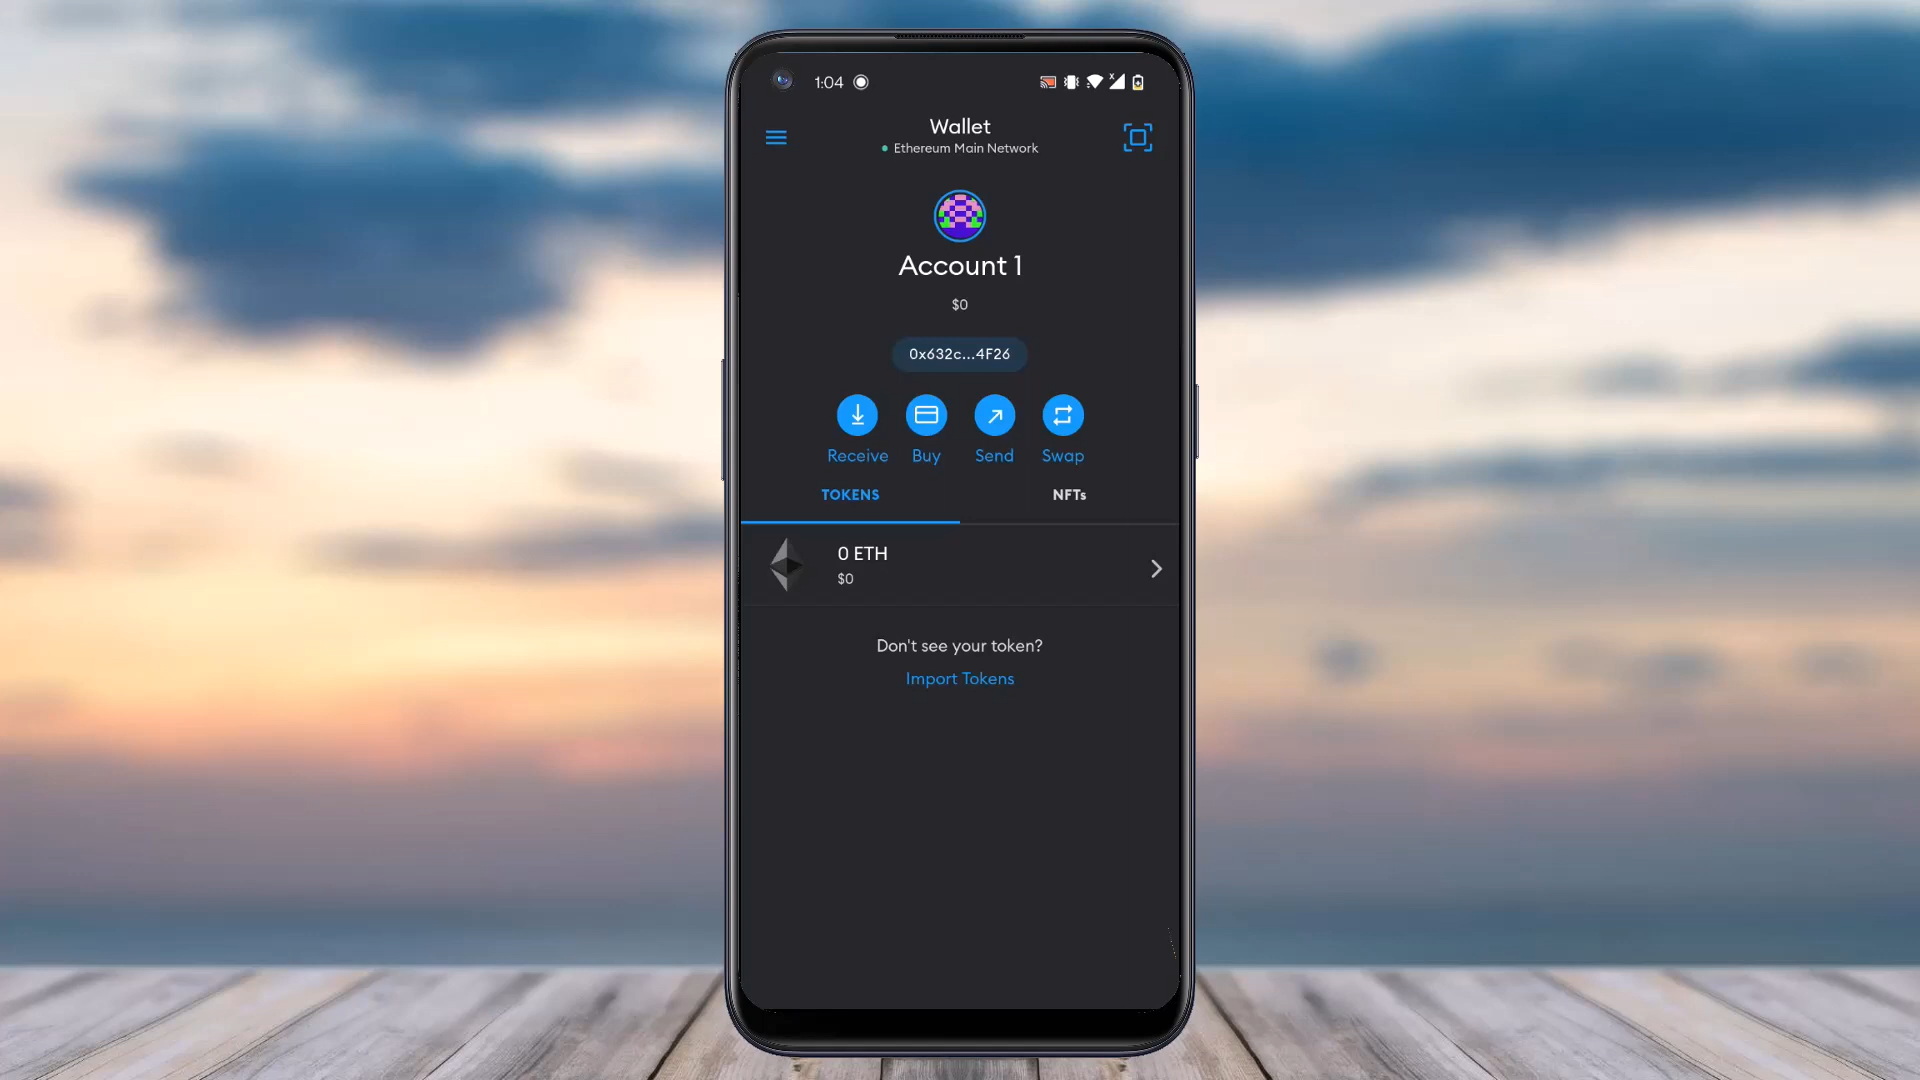 1:04
Wallet
Ethereum Main Network
Account 1
$0
0x632c...4F26
Receive Buy Send Swap
TOKENS NFTs
0 ETH
$0
Don't see your token?
Import Tokens